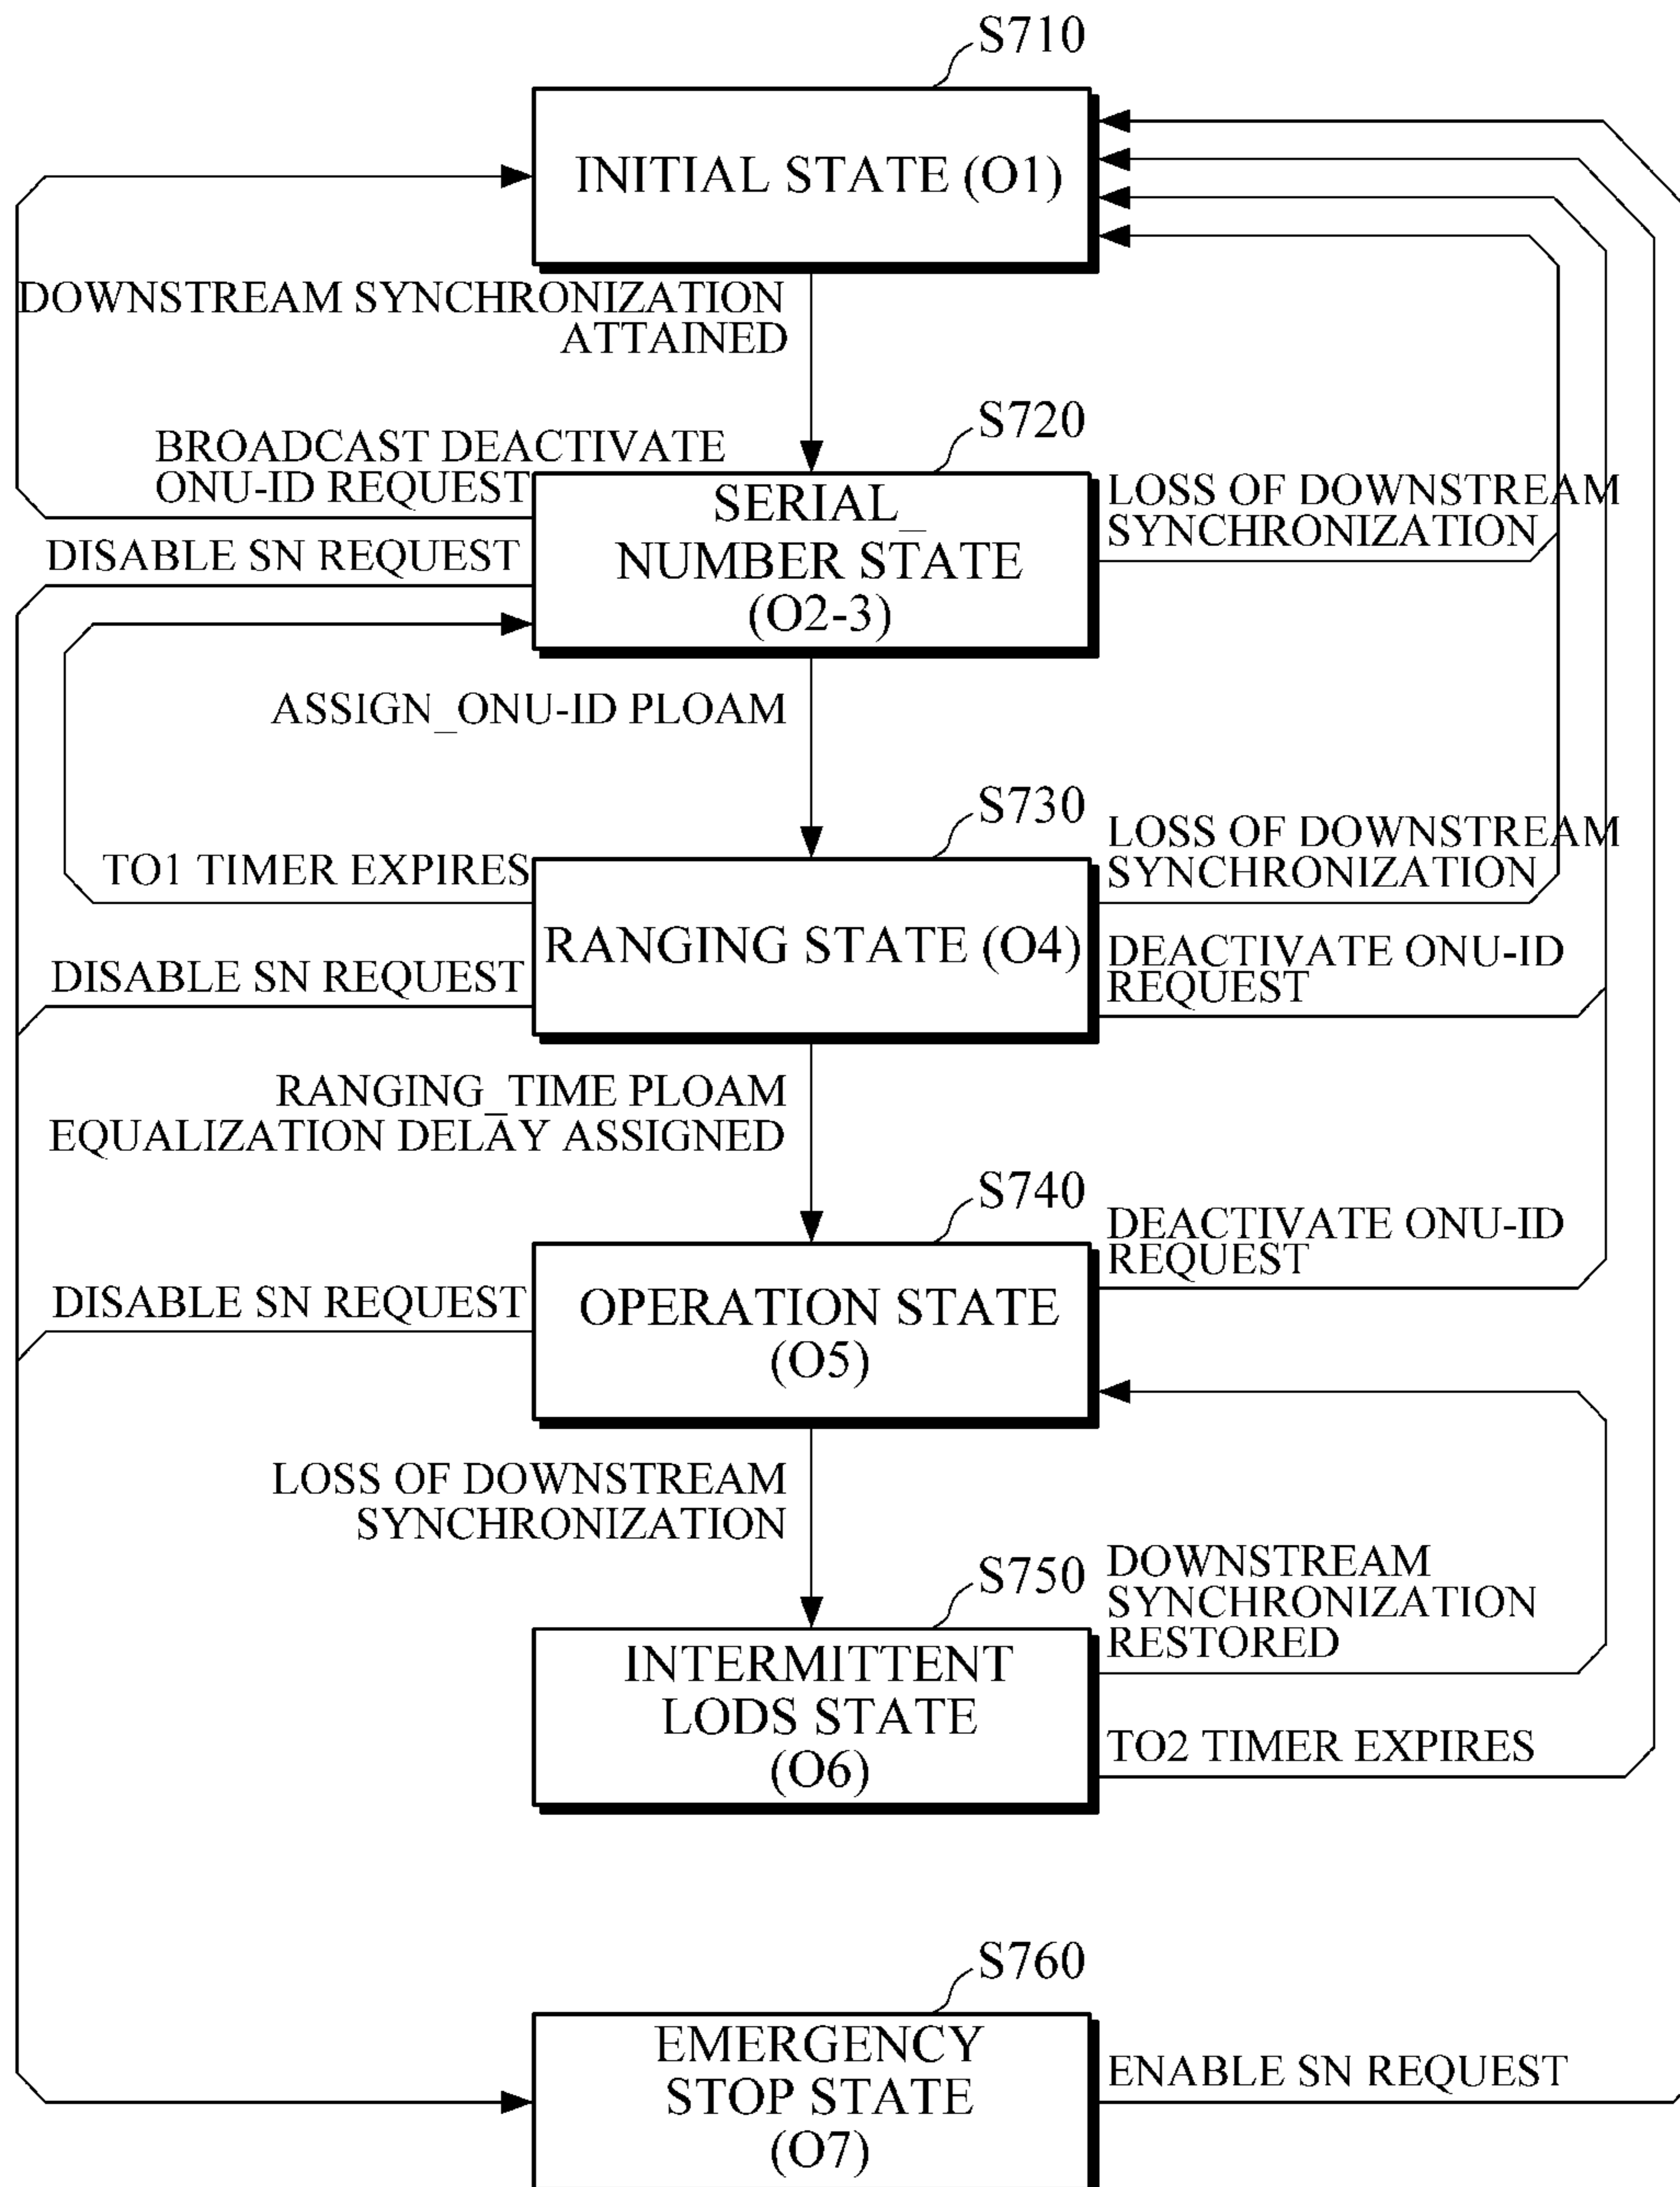 S710
INITIAL STATE (O1)
DOWNSTREAM SYNCHRONIZATION
ATTAINED
S720
BROADCAST DEACTIVATE
ONU-ID REQUEST
SERIAL_
NUMBER STATE
(O2-3)
LOSS OF DOWNSTREAM
SYNCHRONIZATION
DISABLE SN REQUEST
ASSIGN_ONU-ID PLOAM
S730
TO1 TIMER EXPIRES
LOSS OF DOWNSTREAM
SYNCHRONIZATION
RANGING STATE (O4)
DEACTIVATE ONU-ID
REQUEST
DISABLE SN REQUEST
RANGING_TIME PLOAM
EQUALIZATION DELAY ASSIGNED
S740
DEACTIVATE ONU-ID
REQUEST
DISABLE SN REQUEST
OPERATION STATE
(O5)
LOSS OF DOWNSTREAM
SYNCHRONIZATION
S750
DOWNSTREAM
SYNCHRONIZATION
RESTORED
INTERMITTENT
LODS STATE
(O6)
TO2 TIMER EXPIRES
S760
EMERGENCY
STOP STATE
(O7)
ENABLE SN REQUEST